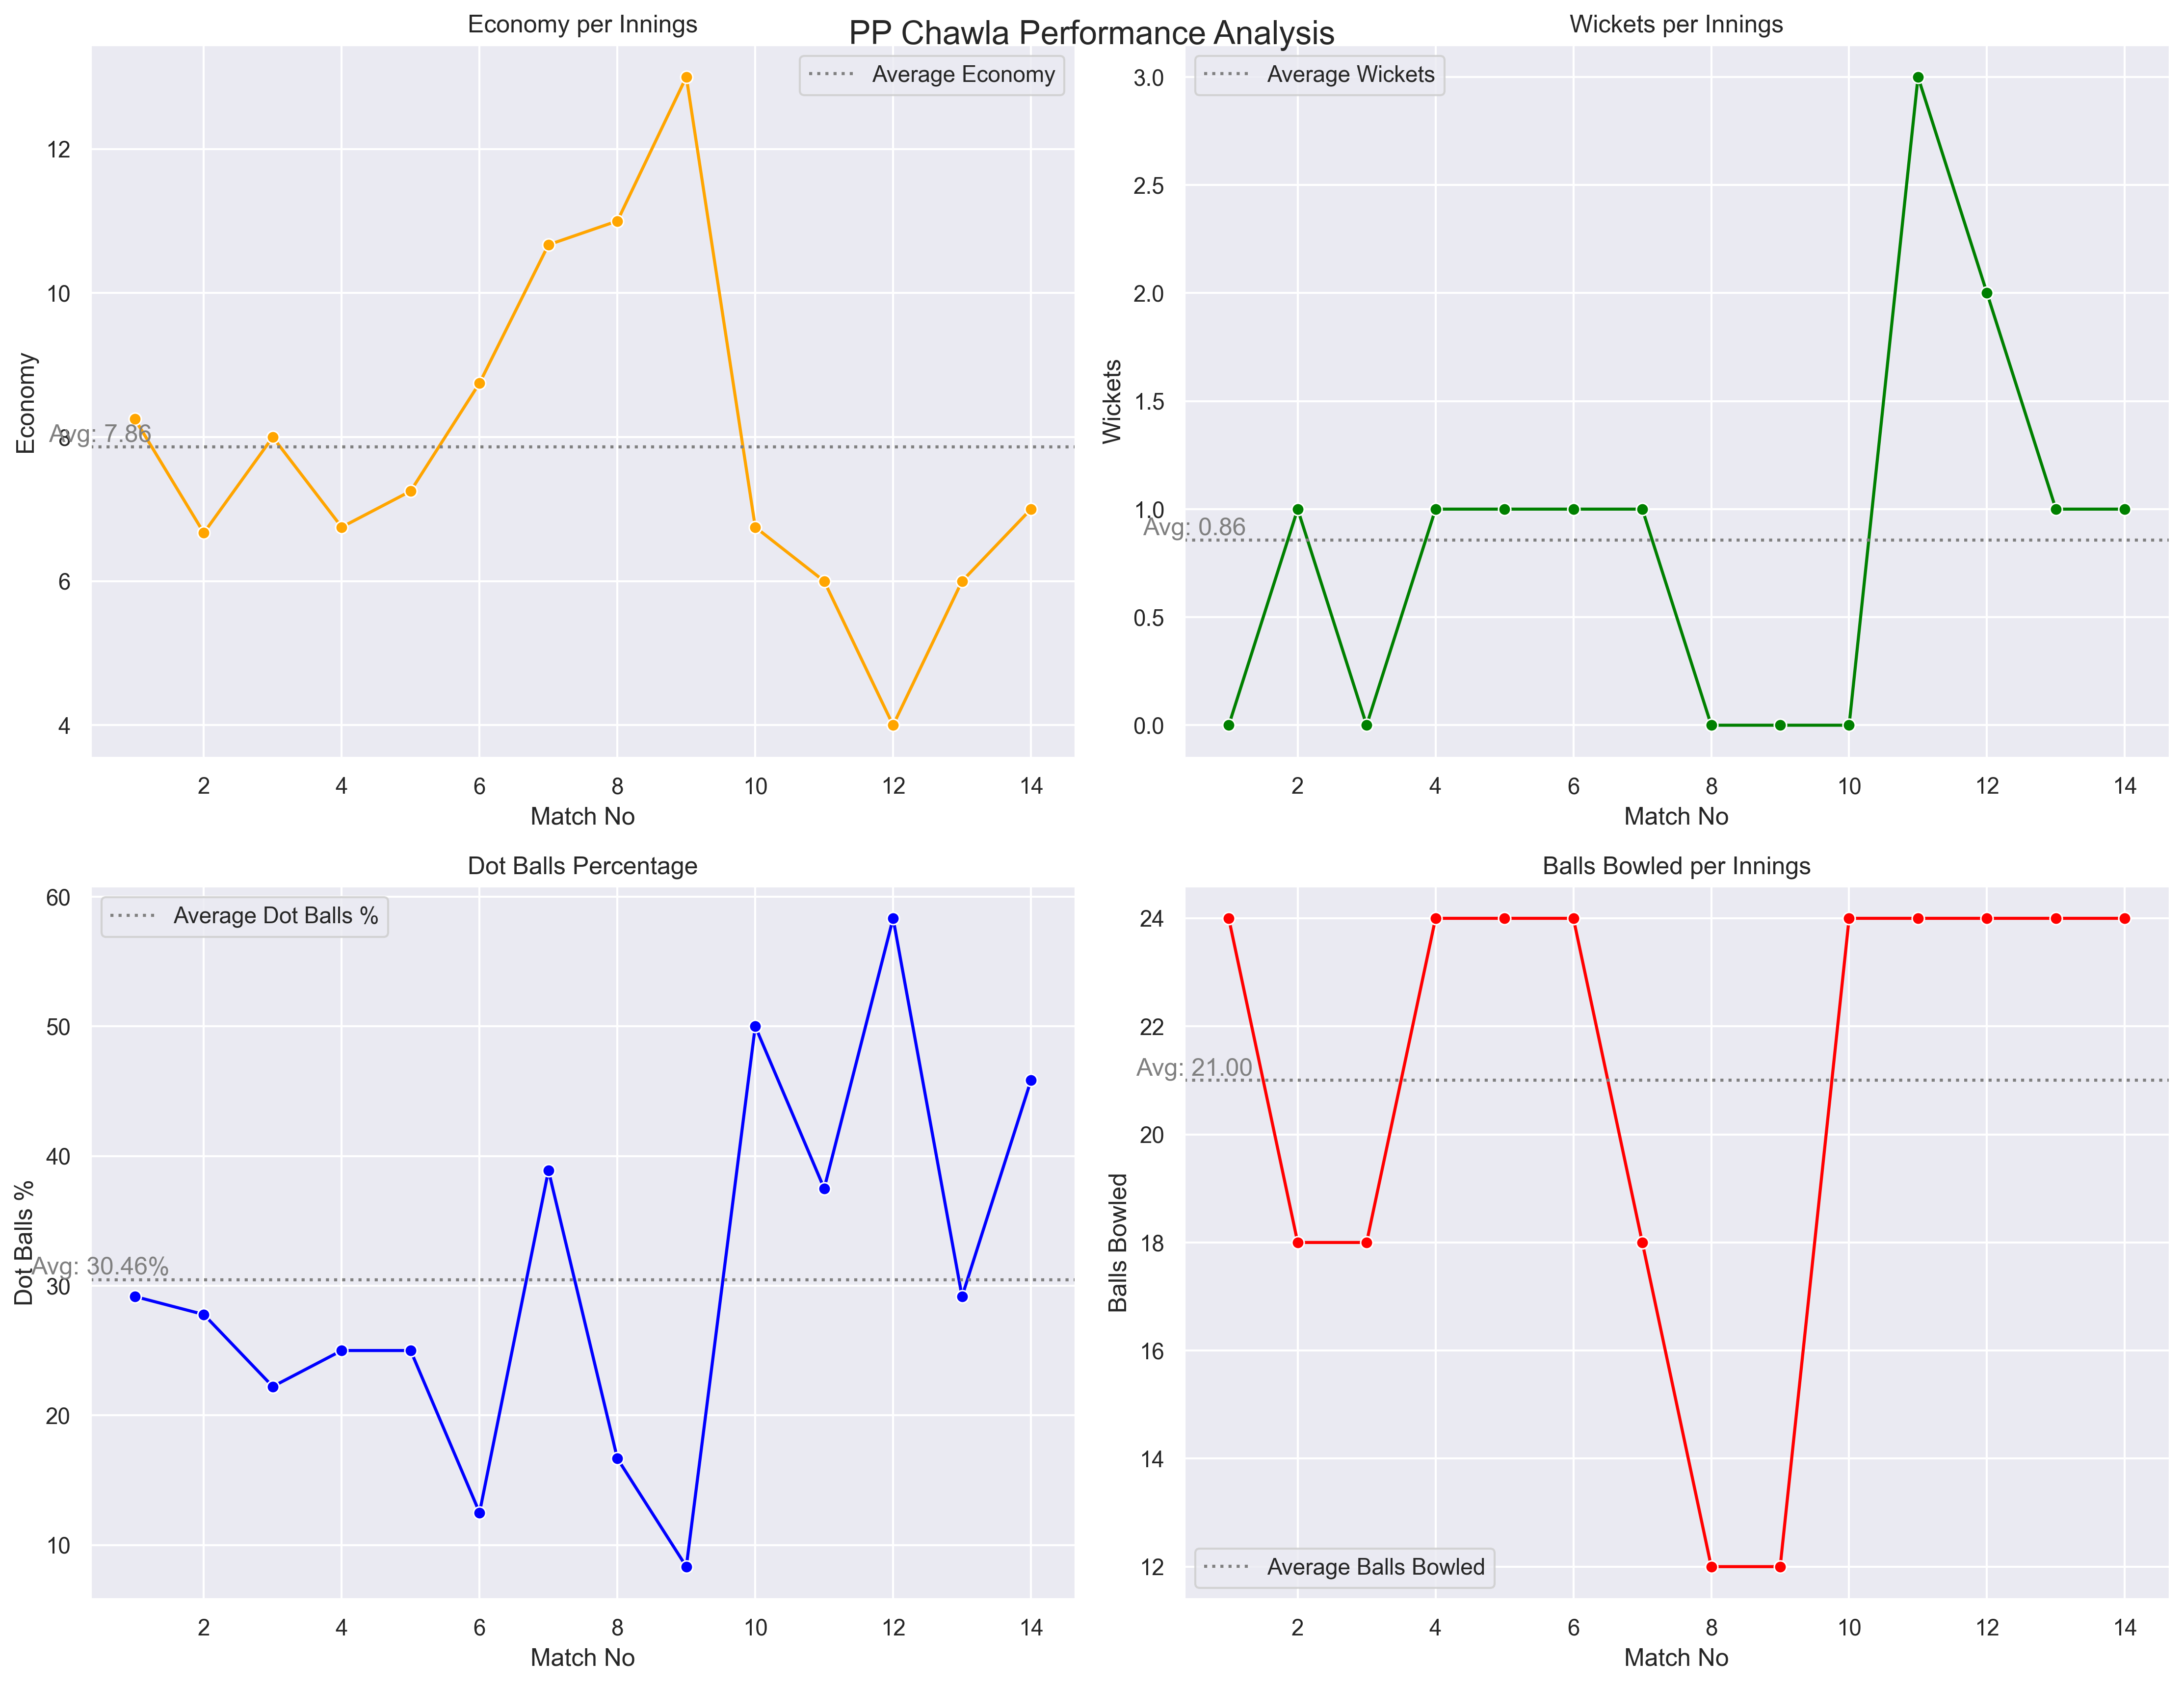 PP Chawla Performance Analysis
Economy per Innings
Average Economy
12
10
8
6
4
Avg: 7.86
Economy
2 4 6 8 10 12 14
Match No
Wickets per Innings
Average Wickets
3.0
2.5
2.0
1.5
1.0
0.5
0.0
Avg: 0.86
Wickets
2 4 6 8 10 12 14
Match No
Dot Balls Percentage
Average Dot Balls %
60
50
40
30
20
10
Avg: 30.46%
Dot Balls %
2 4 6 8 10 12 14
Match No
Balls Bowled per Innings
24
22
20
18
16
14
12
Avg: 21.00
Balls Bowled
Average Balls Bowled
2 4 6 8 10 12 14
Match No